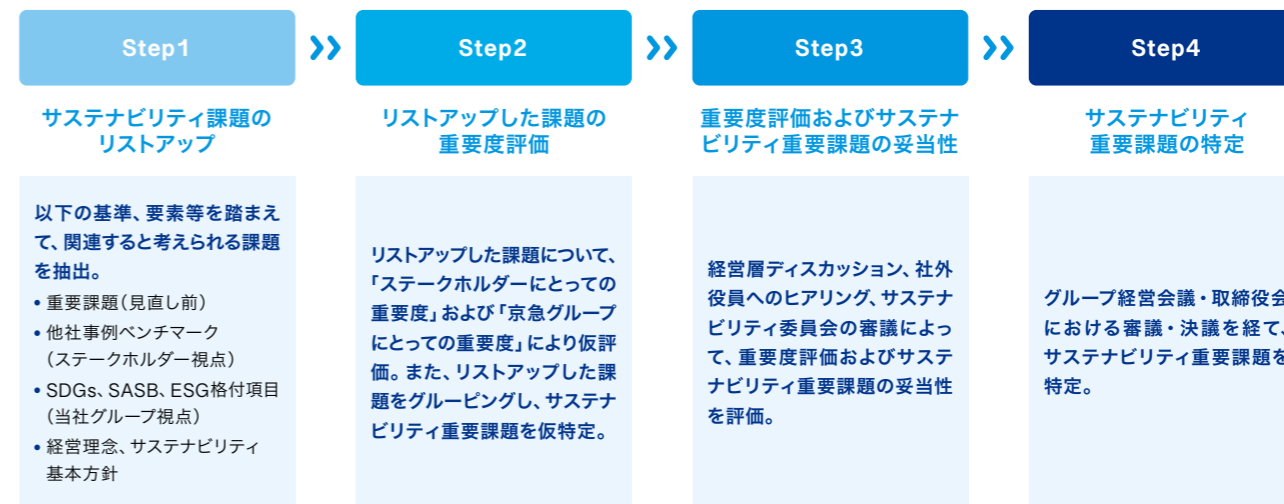 Step1
サステナビリティ課題の
リストアップ
以下の基準、要素等を踏まえ
て、関連すると考えられる課題
を抽出。
• 重要課題(見直し前)
• 他社事例ベンチマーク
(ステークホルダー視点)
• SDGs、SASB、ESG格付項目
(当社グループ視点)
• 経営理念、サステナビリティ
基本方針
Step2
リストアップした課題の
重要度評価
リストアップした課題について、
「ステークホルダーにとっての
重要度」および「京急グループ
にとっての重要度」により仮評
価。また、リストアップした課
題をグルーピングし、サステナ
ビリティ重要課題を仮特定。
Step3
重要度評価およびサステナ
ビリティ重要課題の妥当性
経営層ディスカッション、社外
役員へのヒアリング、サステナ
ビリティ委員会の審議によっ
て、重要度評価およびサステ
ナビリティ重要課題の妥当性
を評価。
Step4
サステナビリティ
重要課題の特定
グループ経営会議・取締役会
における審議・決議を経て、
サステナビリティ重要課題を
特定。